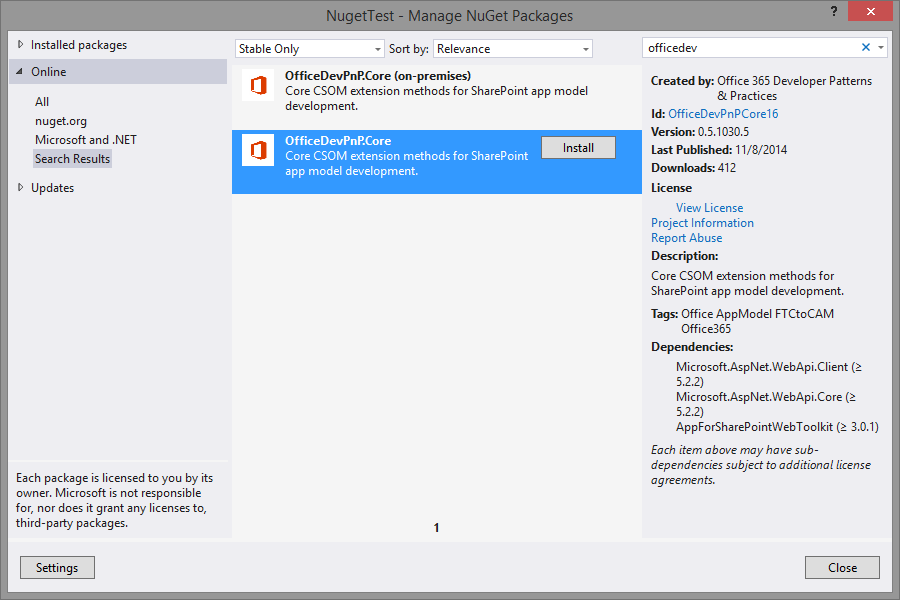 NugetTest - Manage NuGet Packages
?
Installed packages
Online
All
nuget.org
Microsoft and .NET
Search Results
Updates
Each package is licensed to you by its
owner. Microsoft is not responsible
for, nor does it grant any licenses to,
third-party packages.
Settings
Stable Only
Sort by: Relevance
OfficeDevPnP.Core (on-premises)
Core CSOM extension methods for SharePoint app model
development.
OfficeDevPnP.Core
Core CSOM extension methods for SharePoint
app model development.
Install
1
officedev
Created by: Office 365 Developer Patterns
& Practices
Id: OfficeDevPnPCore16
Version: 0.5.1030.5
Last Published: 11/8/2014
Downloads: 412
License
View License
Project Information
Report Abuse
Description:
Core CSOM extension methods for
SharePoint app model development.
Tags: Office AppModel FTCtoCAM
Office365
Dependencies:
Microsoft.AspNet.WebApi.Client (≥
5.2.2)
Microsoft.AspNet.WebApi.Core (≥
5.2.2)
AppForSharePointWebToolkit (≥ 3.0.1)
Each item above may have sub-
dependencies subject to additional license
agreements.
Close